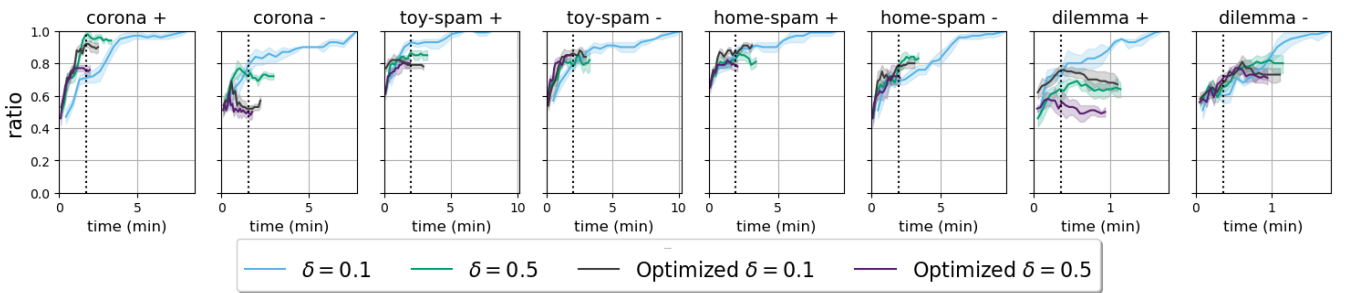 corona + corona - toy-spam + toy-spam - home-spam + home-spam - dilemma + dilemma -
1.0
0.8
0.6
0.4
0.2
0.0
ratio
0 5 0 5 0 5 10 0 5 10 0 5 0 5 0 1 0 1
time (min) time (min) time (min) time (min) time (min) time (min) time (min) time (min)
δ = 0.1 δ = 0.5 Optimized δ = 0.1 Optimized δ = 0.5